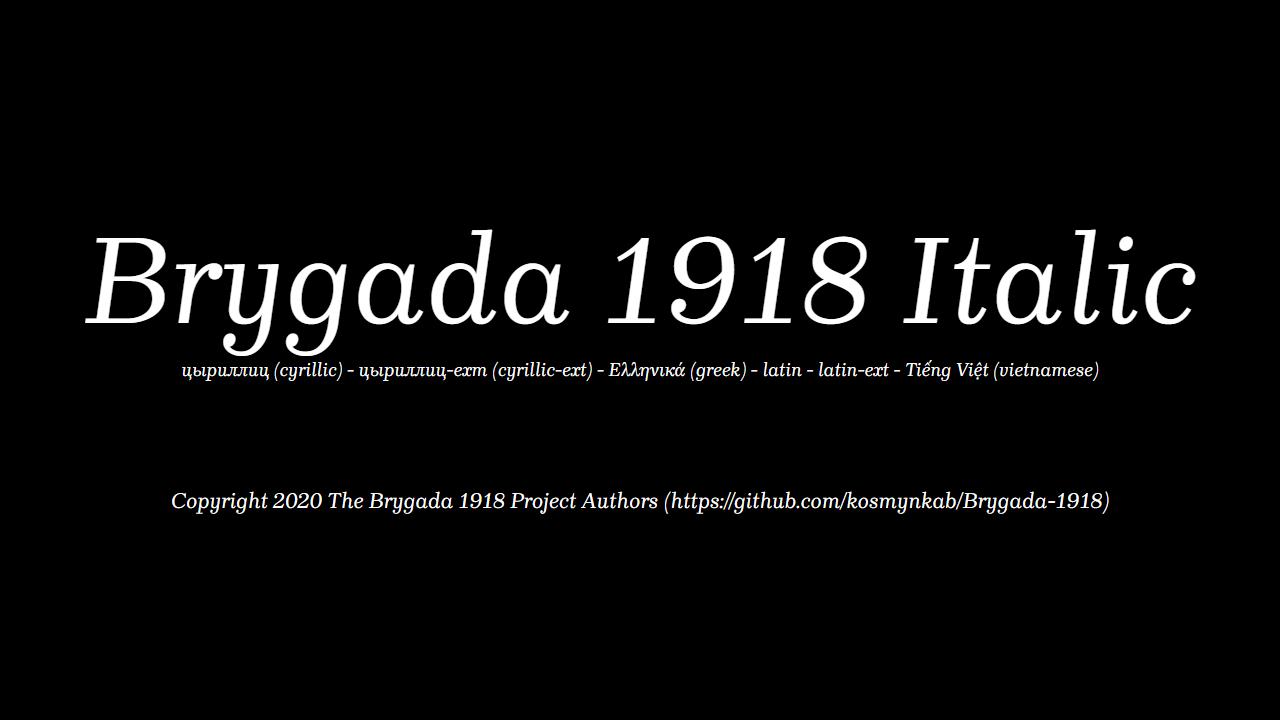 Brygada 1918 Italic
цыриллиц (cyrillic) - цыриллиц-ext (cyrillic-ext) - Ελληνικά (greek) - latin - latin-ext - Tiếng Việt (vietnamese)
Copyright 2020 The Brygada 1918 Project Authors (https://github.com/kosmynkab/Brygada-1918)